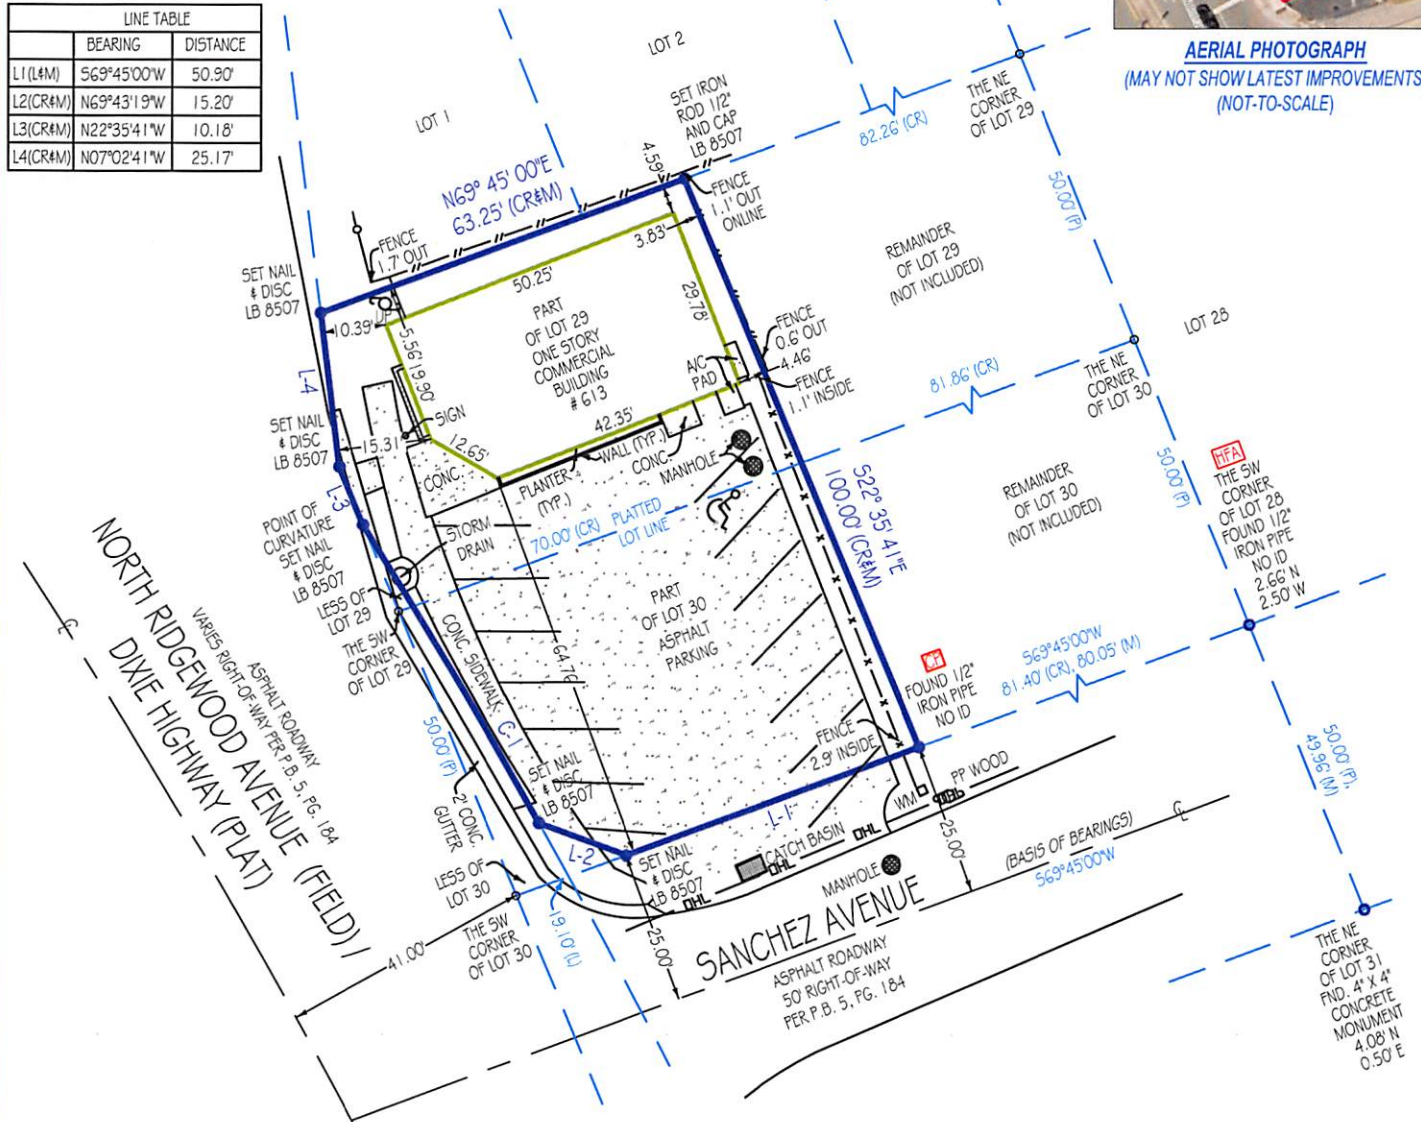 LINE TABLE
BEARING DISTANCE
L1(L&M) S69°45'00"W 50.90'
L2(CR&M) N69°43'19"W 15.20'
L3(CR&M) N22°35'41"W 10.18'
L4(CR&M) N07°02'41"W 25.17'
AERIAL PHOTOGRAPH
(MAY NOT SHOW LATEST IMPROVEMENTS
(NOT-TO-SCALE)
LOT 2
LOT 1
SET IRON
ROD 1/2"
AND CAP
LB 8507
82.26' (CR)
THE NE
CORNER
OF LOT 29
50.00' (P)
N69° 45' 00"E
63.25' (CR&M)
4.59'
FENCE
1.1' OUT
ONLINE
FENCE
1.7' OUT
SET NAIL
& DISC
LB 8507
10.39'
UP
50.25'
3.83'
29.78'
PART
OF LOT 29
ONE STORY
COMMERCIAL
BUILDING
# 613
5.56'
19.90'
REMAINDER
OF LOT 29
(NOT INCLUDED)
LOT 28
FENCE
0.6' OUT
4.46'
FENCE
1.1' INSIDE
A/C
PAD
81.86' (CR)
THE NE
CORNER
OF LOT 30
L-4
SET NAIL
& DISC
LB 8507
15.31'
SIGN
12.65'
42.35'
CONC.
PLANTER
(TYP.)
WALL (TYP.)
CONC.
MANHOLE
L-3
POINT OF
CURVATURE
SET NAIL
& DISC
LB 8507
STORM
DRAIN
70.00' (CR) PLATTED
LOT LINE
S22° 35' 41"E
100.00' (CR&M)
REMAINDER
OF LOT 30
(NOT INCLUDED)
50.00' (P)
HFA
THE SW
CORNER
OF LOT 28
FOUND 1/2"
IRON PIPE
NO ID
2.66' N
2.50' W
LESS OF
LOT 29
THE SW
CORNER
OF LOT 29
CONC. SIDEWALK
64.76'
PART
OF LOT 30
ASPHALT
PARKING
NORTH RIDGEWOOD AVENUE (FIELD)
DIXIE HIGHWAY (PLAT)
ASPHALT ROADWAY
VARIES RIGHT-OF-WAY PER P.B. 5, PG. 184
℄
50.00' (P)
C-1
2' CONC.
GUTTER
SET NAIL
& DISC
LB 8507
FENCE
2.9' INSIDE
CP
FOUND 1/2"
IRON PIPE
NO ID
S69°45'00"W
81.40' (CR), 80.05' (M)
50.00' (P),
49.96' (M)
L-2
L-1
WM
PP WOOD
OHL
OHL
OHL
CATCH BASIN
SET NAIL
& DISC
LB 8507
LESS OF
LOT 30
THE SW
CORNER
OF LOT 30
19.10' (L)
41.00'
25.00'
25.00'
MANHOLE
SANCHEZ AVENUE
ASPHALT ROADWAY
50' RIGHT-OF-WAY
PER P.B. 5, PG. 184
(BASIS OF BEARINGS)
S69°45'00"W
℄
THE NE
CORNER
OF LOT 31
FND. 4" X 4"
CONCRETE
MONUMENT
4.08' N
0.50' E